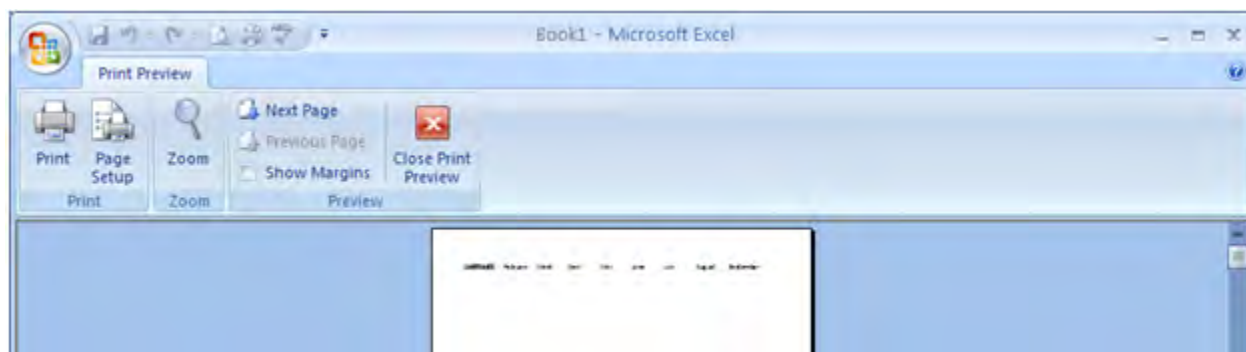 Book1 - Microsoft Excel
Print Preview
Print
Page
Setup
Zoom
Next Page
Previous Page
Show Margins
Close Print
Preview
Print
Zoom
Preview